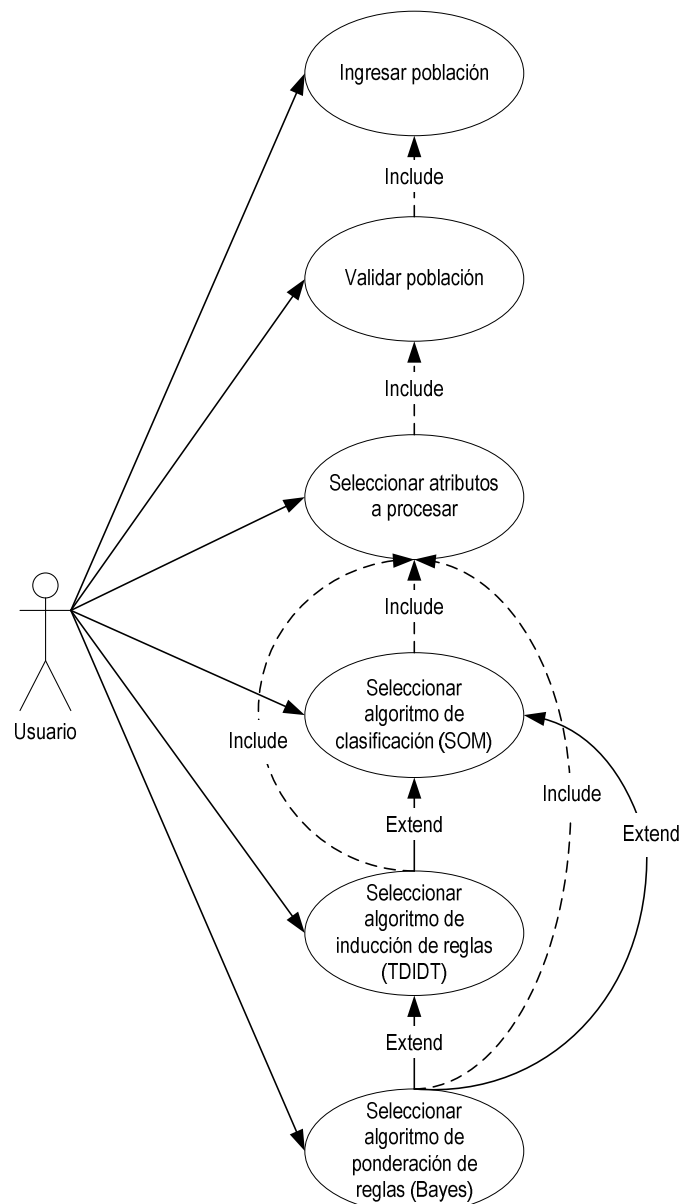 Ingresar población
Include
Validar población
Include
Seleccionar atributos
a procesar
Include
Usuario
Seleccionar
algoritmo de
clasificación (SOM)
Include
Include
Extend
Extend
Seleccionar
algoritmo de
inducción de reglas
(TDIDT)
Extend
Seleccionar
algoritmo de
ponderación de
reglas (Bayes)